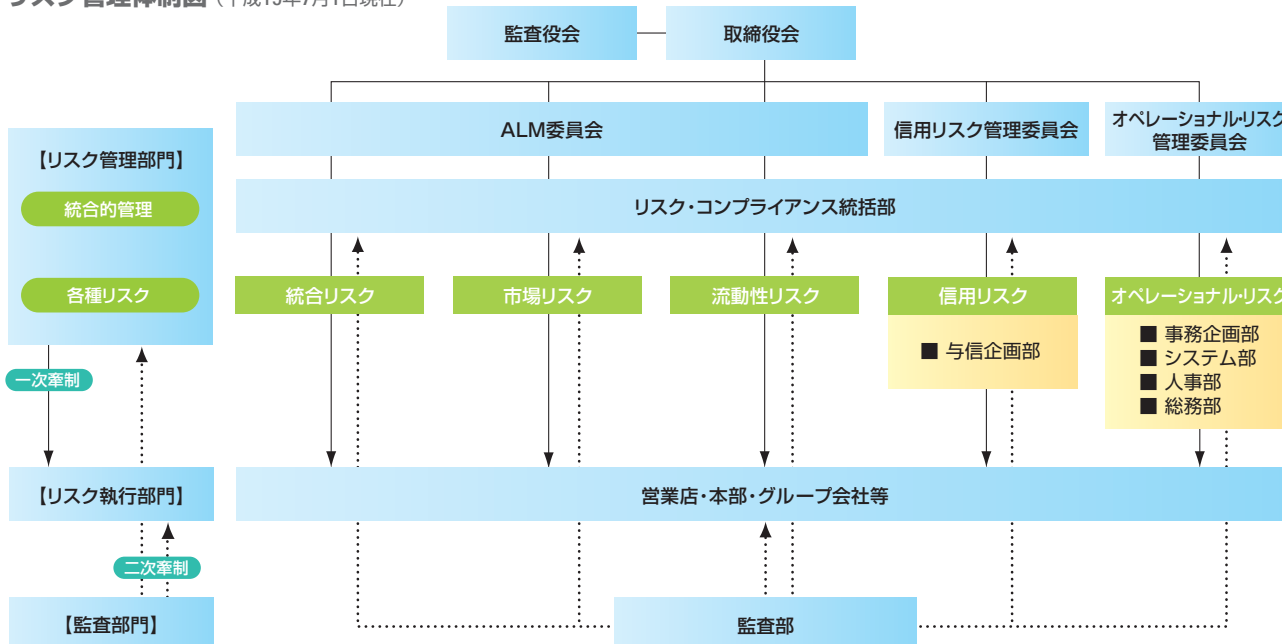 監査役会
取締役会
ALM委員会
信用リスク管理委員会
オペレーショナル・リスク
管理委員会
【リスク管理部門】
統合的管理
リスク・コンプライアンス統括部
各種リスク
統合リスク
市場リスク
流動性リスク
信用リスク
オペレーショナル・リスク
■ 与信企画部
■ 事務企画部
■ システム部
■ 人事部
■ 総務部
一次牽制
【リスク執行部門】
営業店・本部・グループ会社等
二次牽制
【監査部門】
監査部